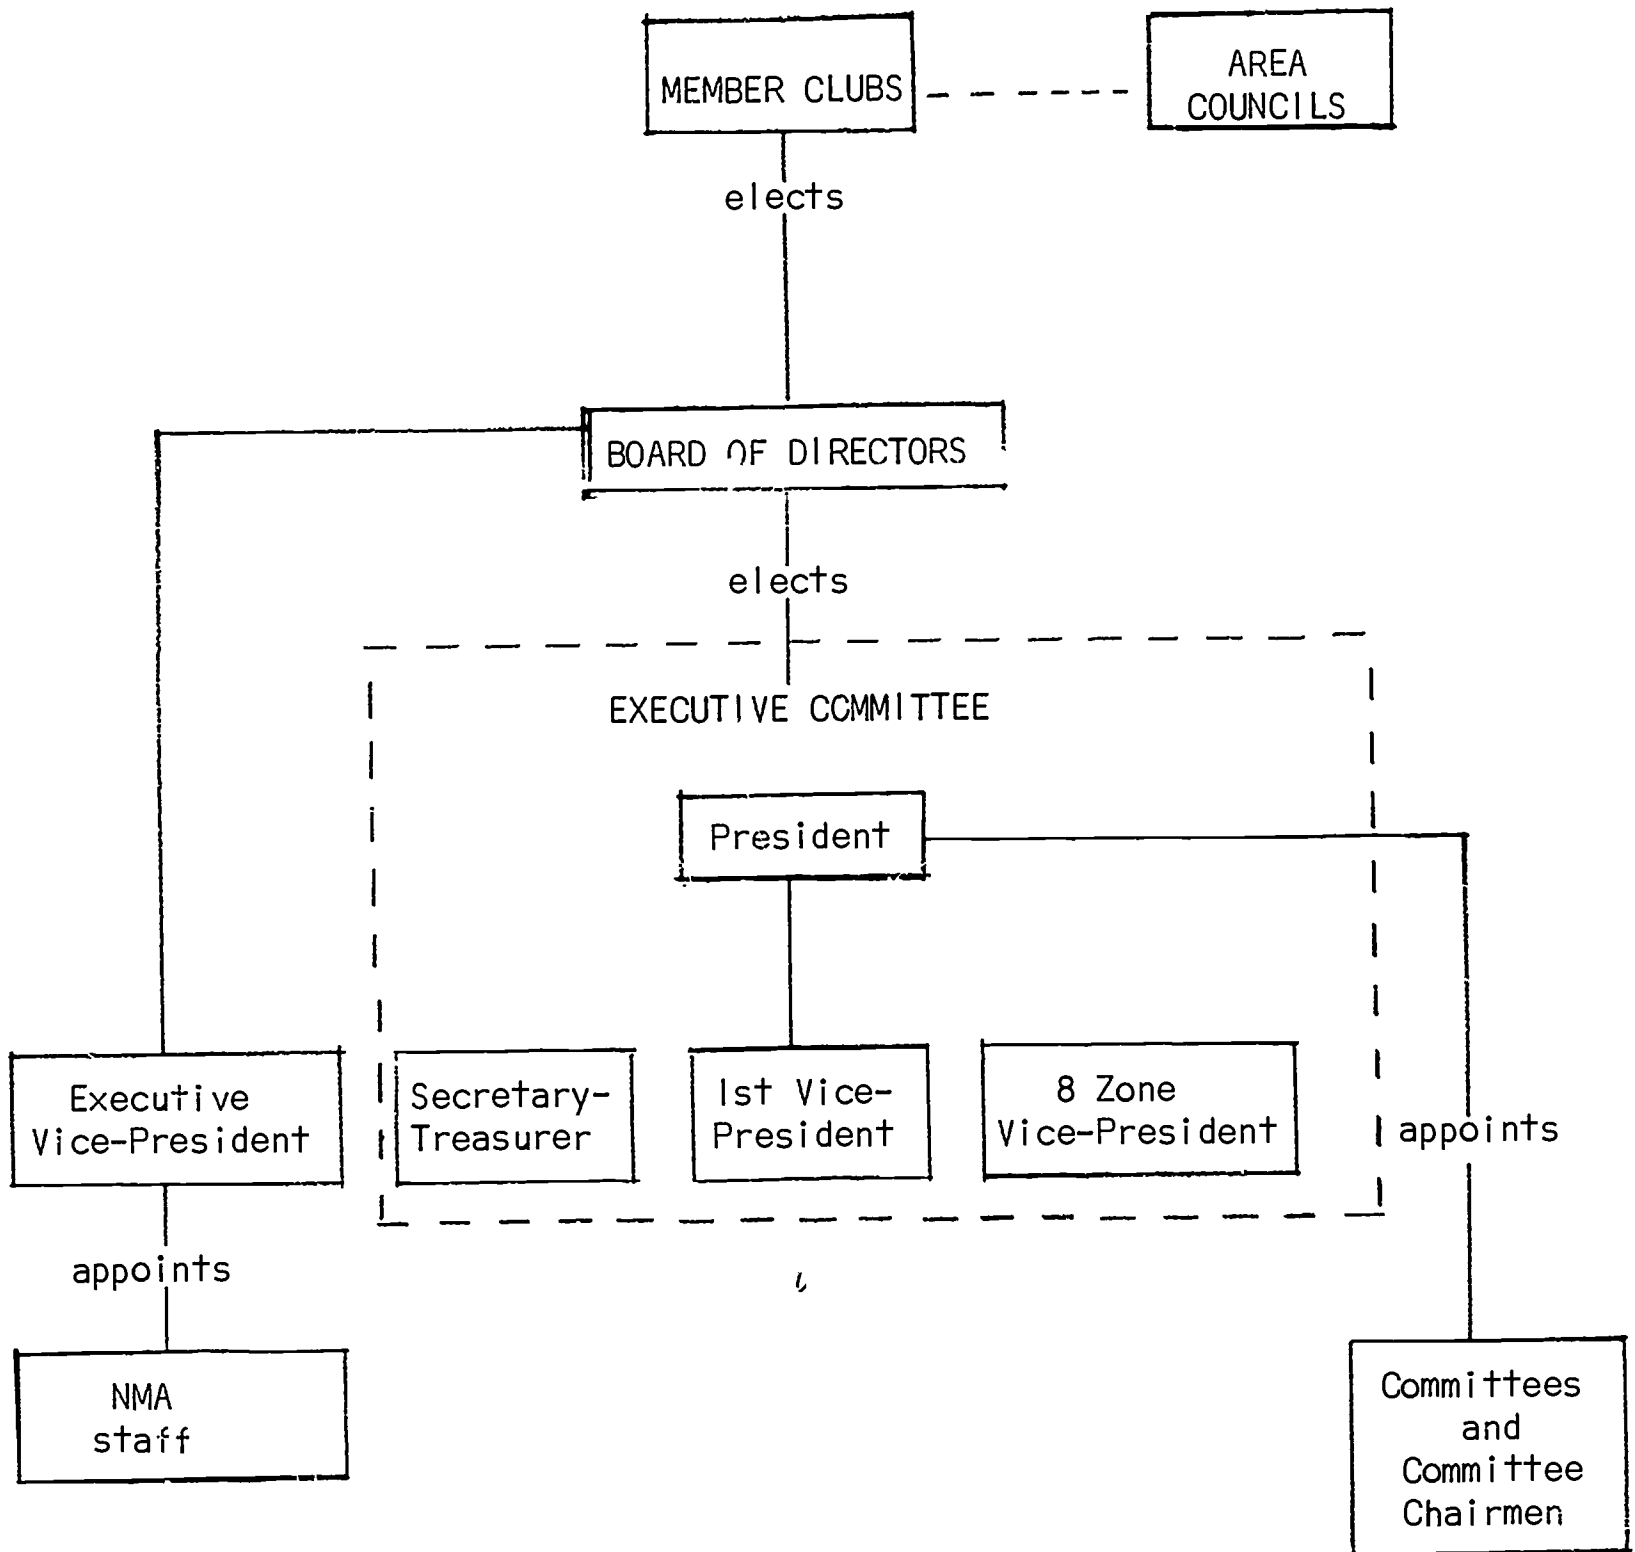 MEMBER CLUBS
AREA
COUNCILS
elects
BOARD OF DIRECTORS
elects
EXECUTIVE COMMITTEE
President
Executive
Vice-President
Secretary-
Treasurer
1st Vice-
President
8 Zone
Vice-President
appoints
appoints
NMA
staff
Committees
and
Committee
Chairmen